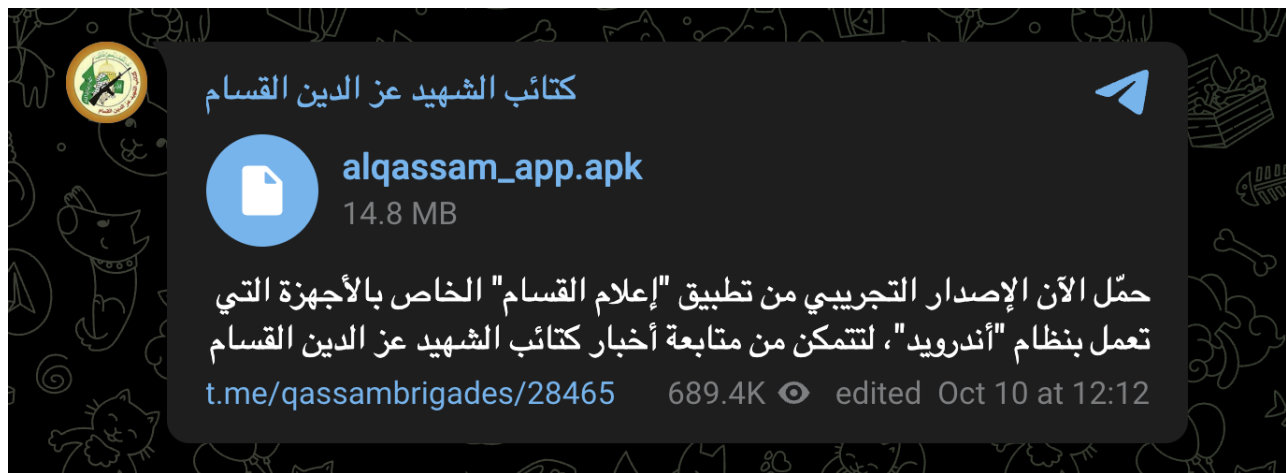 كتائب الشهيد عز الدين القسام
alqassam_app.apk
14.8 MB
حمّل الآن الإصدار التجريبي من تطبيق "إعلام القسام" الخاص بالأجهزة التي
تعمل بنظام "أندرويد"، لتتمكن من متابعة أخبار كتائب الشهيد عز الدين القسام
t.me/qassambrigades/28465 689.4K edited Oct 10 at 12:12